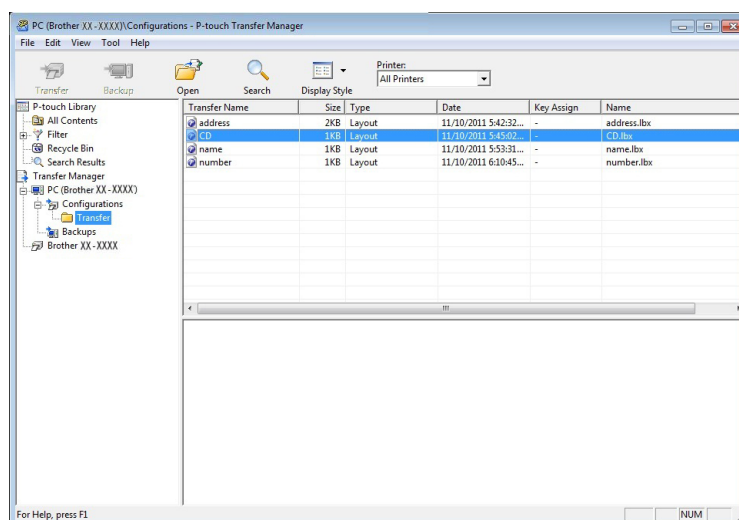 PC (Brother XX-XXXX)\Configurations - P-touch Transfer Manager
File Edit View Tool Help
Transfer Backup Open Search Display Style
Printer:
All Printers
P-touch Library
All Contents
Filter
Recycle Bin
Search Results
Transfer Manager
PC (Brother XX-XXXX)
Configurations
Transfer
Backups
Brother XX-XXXX
Transfer Name Size Type Date Key Assign Name
address 2KB Layout 11/10/2011 5:42:32... - address.lbx
CD 1KB Layout 11/10/2011 5:45:02... - CD.lbx
name 1KB Layout 11/10/2011 5:53:31... - name.lbx
number 1KB Layout 11/10/2011 6:10:45... - number.lbx
For Help, press F1
NUM